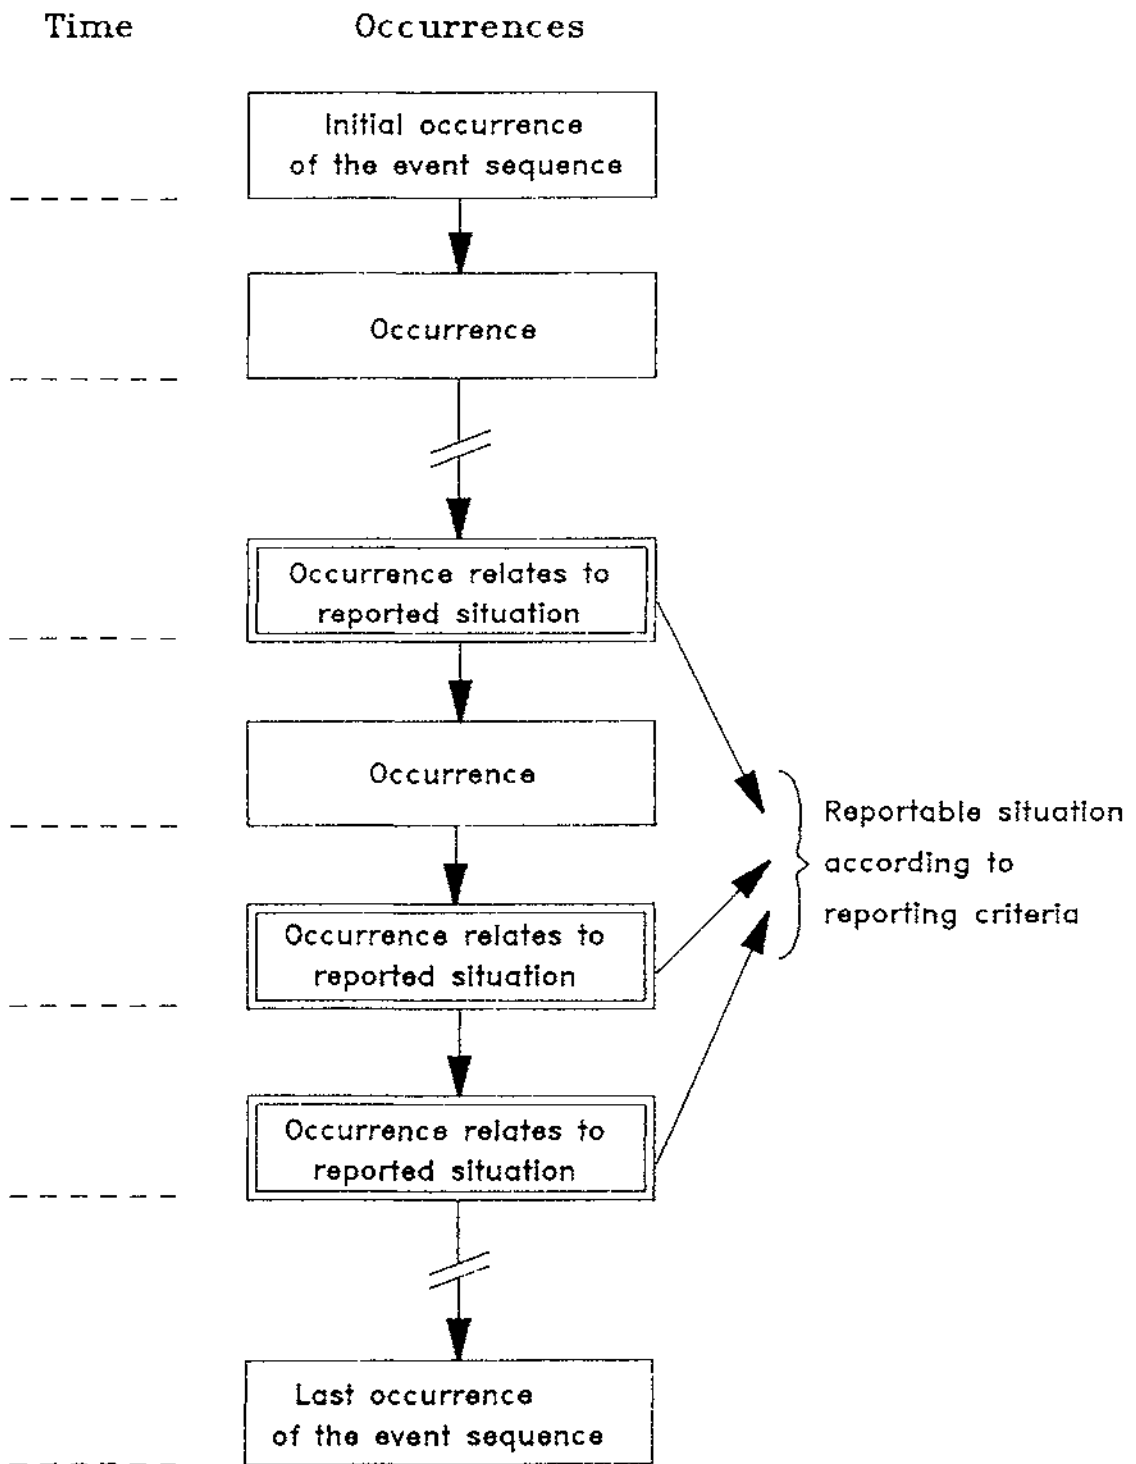 Time
Occurrences
Initial occurrence
of the event sequence
Occurrence
Occurrence relates to
reported situation
Occurrence
Reportable situation
according to
reporting criteria
Occurrence relates to
reported situation
Occurrence relates to
reported situation
Last occurrence
of the event sequence